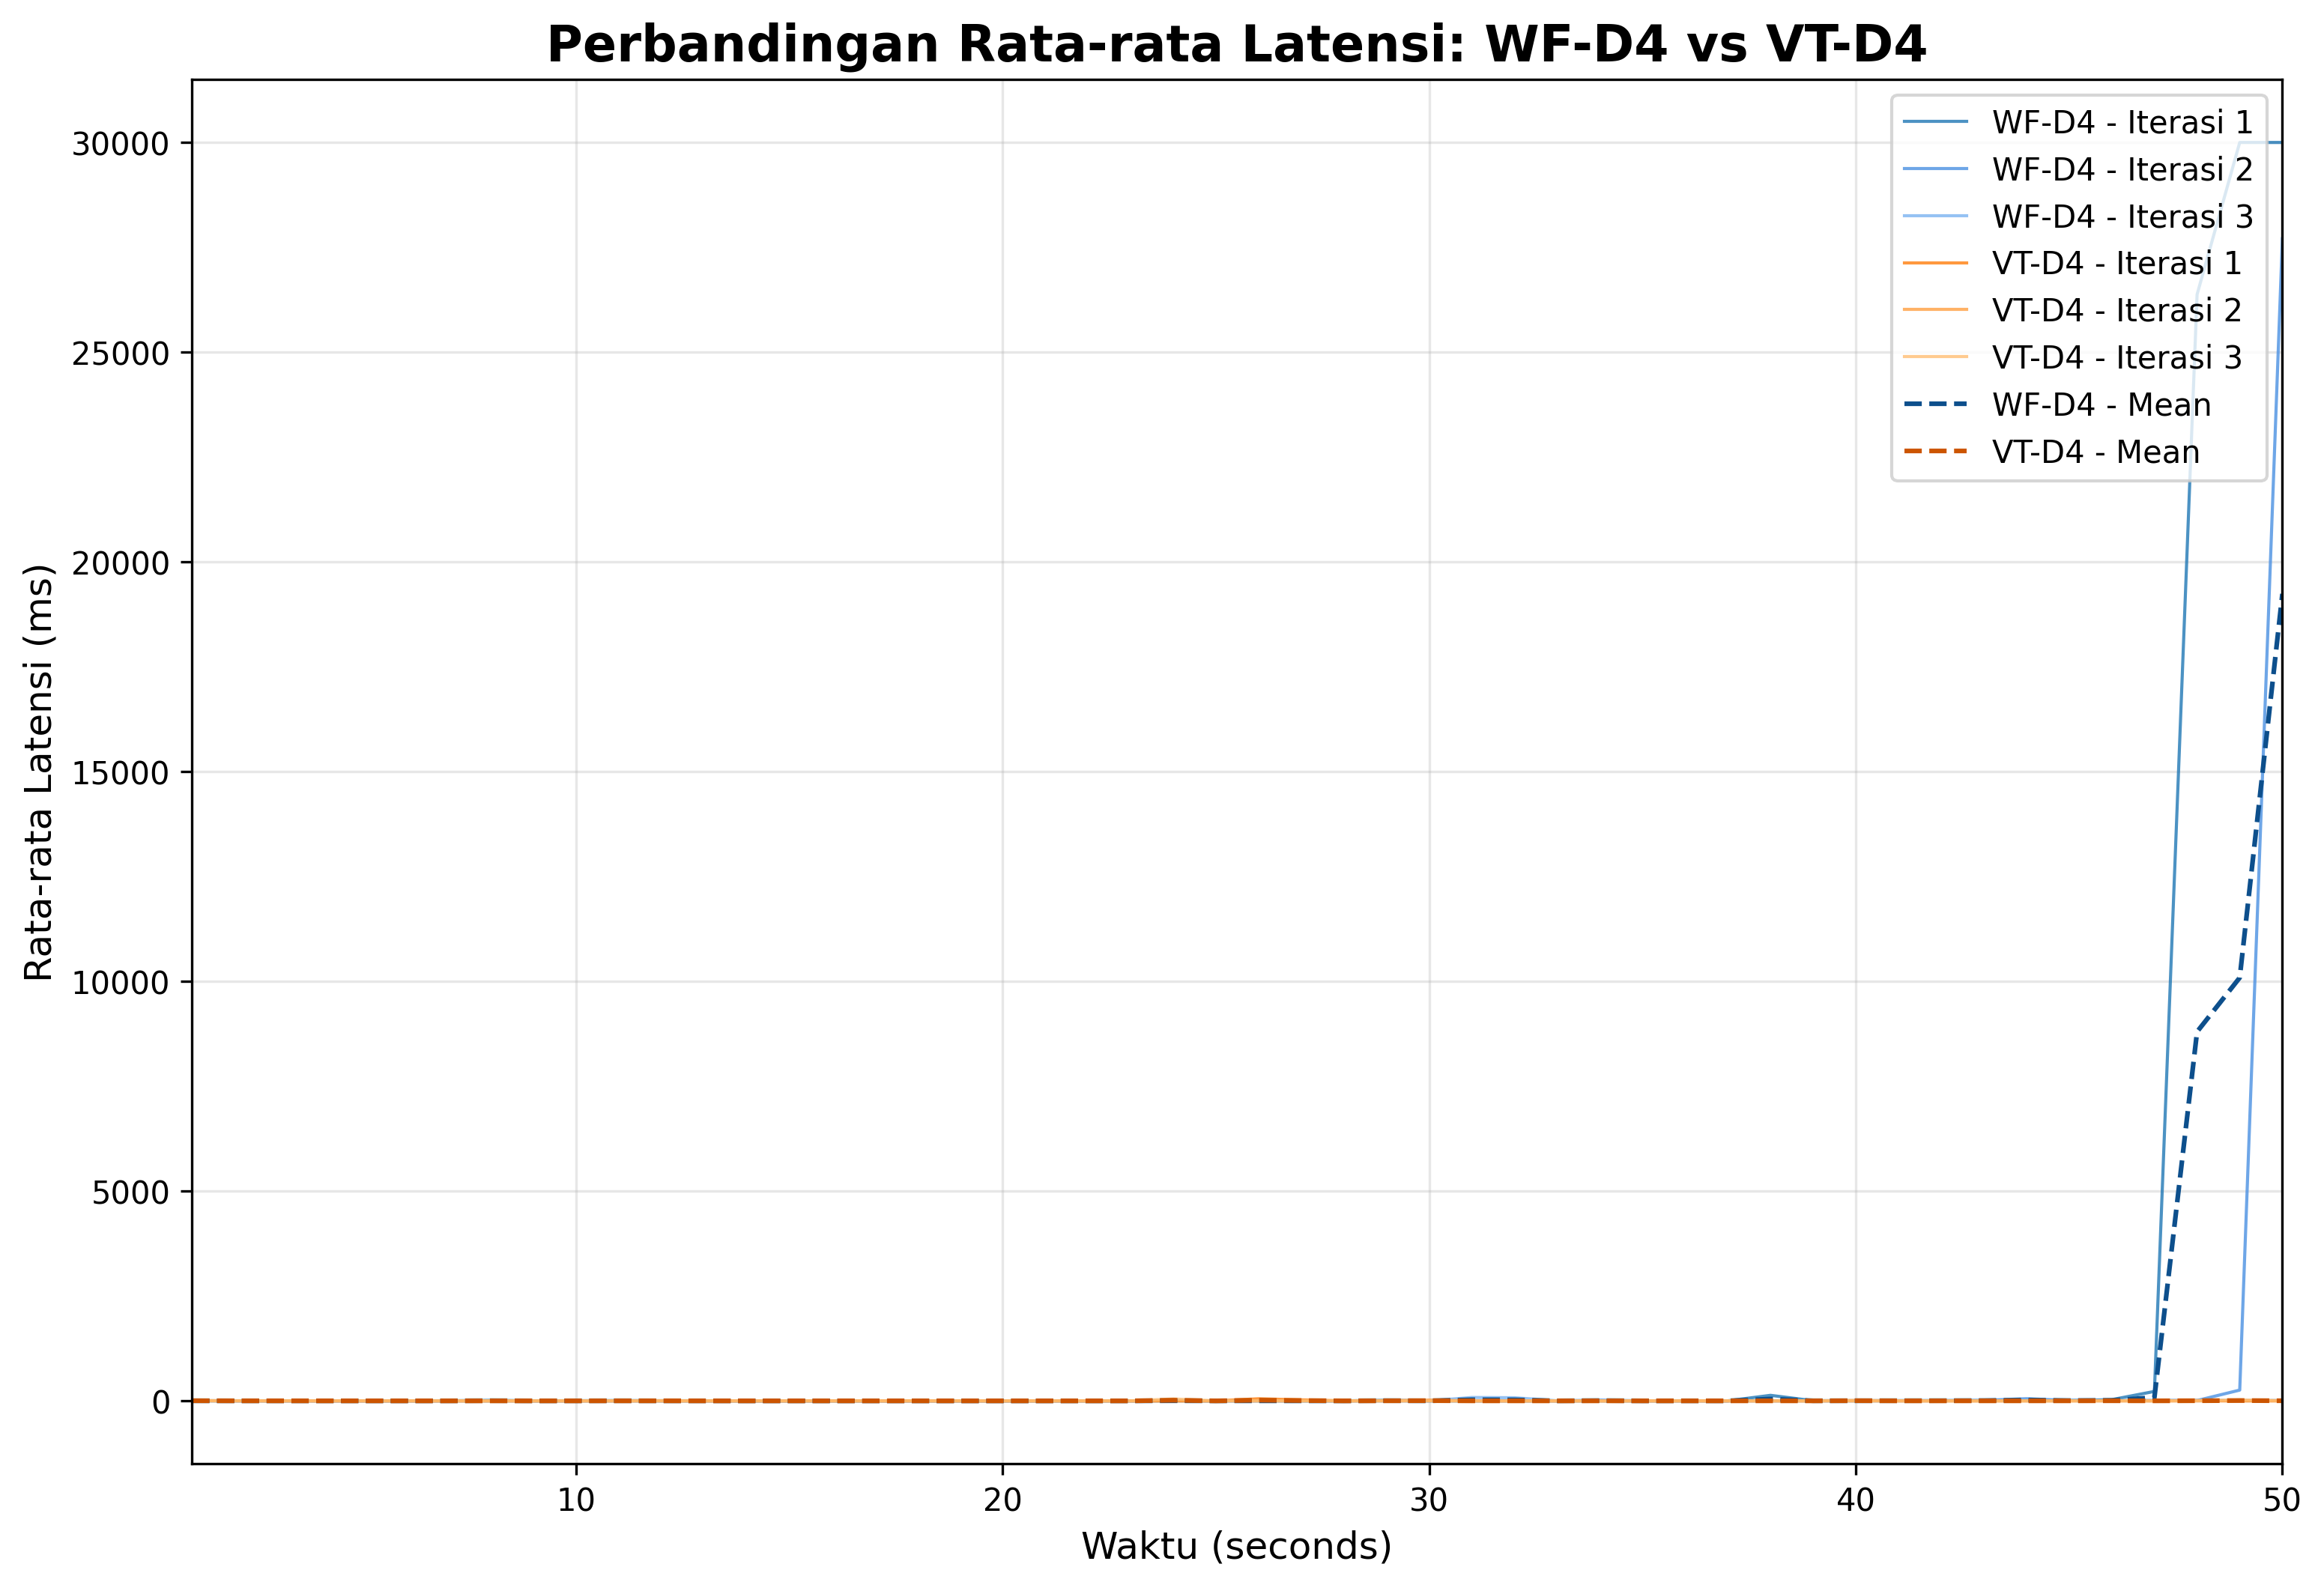 Perbandingan Rata-rata Latensi: WF-D4 vs VT-D4
WF-D4 - Iterasi 1
WF-D4 - Iterasi 2
WF-D4 - Iterasi 3
VT-D4 - Iterasi 1
VT-D4 - Iterasi 2
VT-D4 - Iterasi 3
WF-D4 - Mean
VT-D4 - Mean
Rata-rata Latensi (ms)
30000
25000
20000
15000
10000
5000
0
10 20 30 40 50
Waktu (seconds)